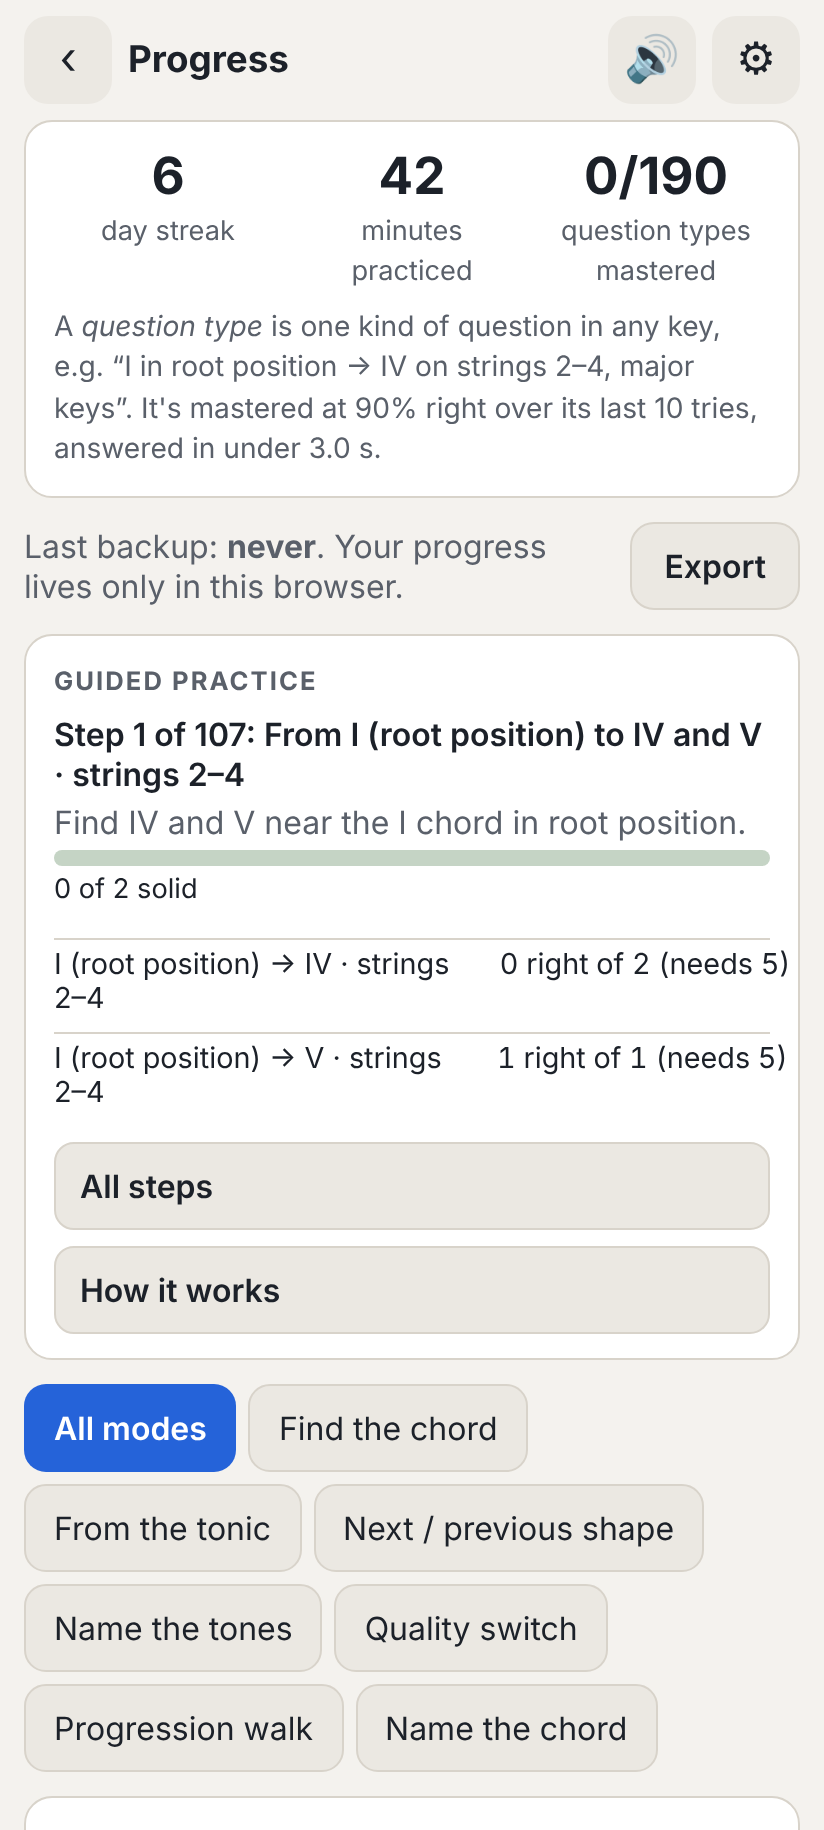 ‹ Progress 🔊 ⚙
6 42 0/190
day streak minutes practiced question types mastered
A question type is one kind of question in any key,
e.g. “I in root position → IV on strings 2–4, major
keys”. It's mastered at 90% right over its last 10 tries,
answered in under 3.0 s.
Last backup: never. Your progress
lives only in this browser.
Export
GUIDED PRACTICE
Step 1 of 107: From I (root position) to IV and V
· strings 2–4
Find IV and V near the I chord in root position.
0 of 2 solid
I (root position) → IV · strings
2–4
0 right of 2 (needs 5)
I (root position) → V · strings
2–4
1 right of 1 (needs 5)
All steps
How it works
All modes Find the chord
From the tonic Next / previous shape
Name the tones Quality switch
Progression walk Name the chord